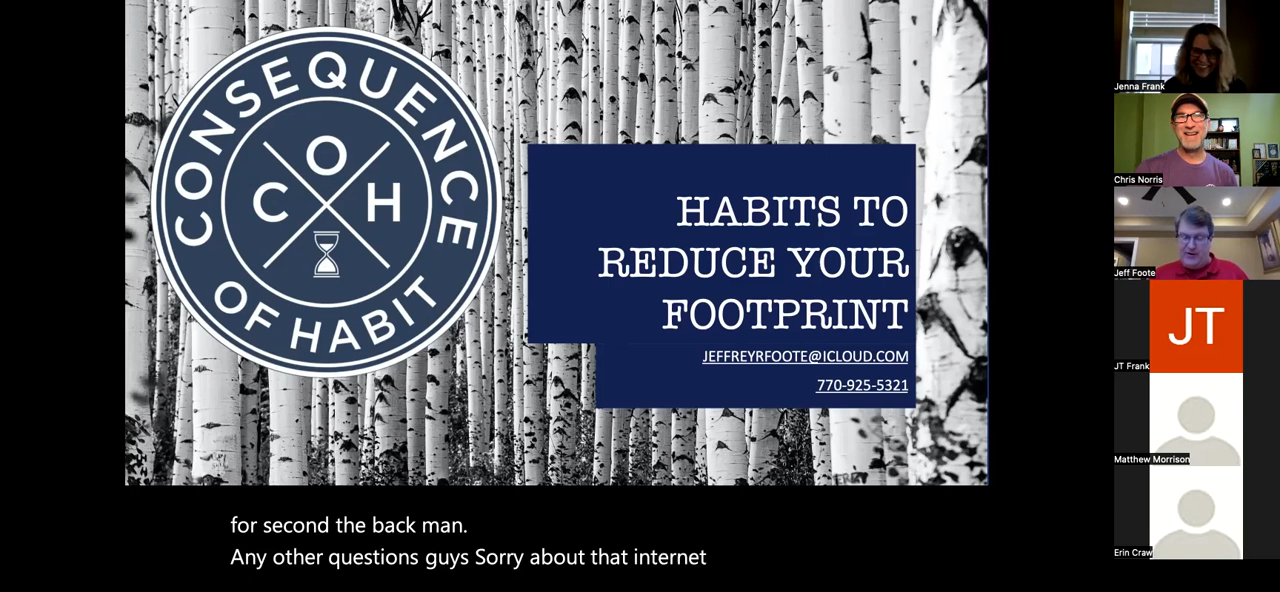 CONSEQUENCE
OF HABIT
C O H
HABITS TO
REDUCE YOUR
FOOTPRINT
JEFFREYRFOOTE@ICLOUD.COM
770-925-5321
for second the back man.
Any other questions guys Sorry about that internet
Jenna Frank
Chris Norris
Jeff Foote
JT
JT Frank
Matthew Morrison
Erin Craw